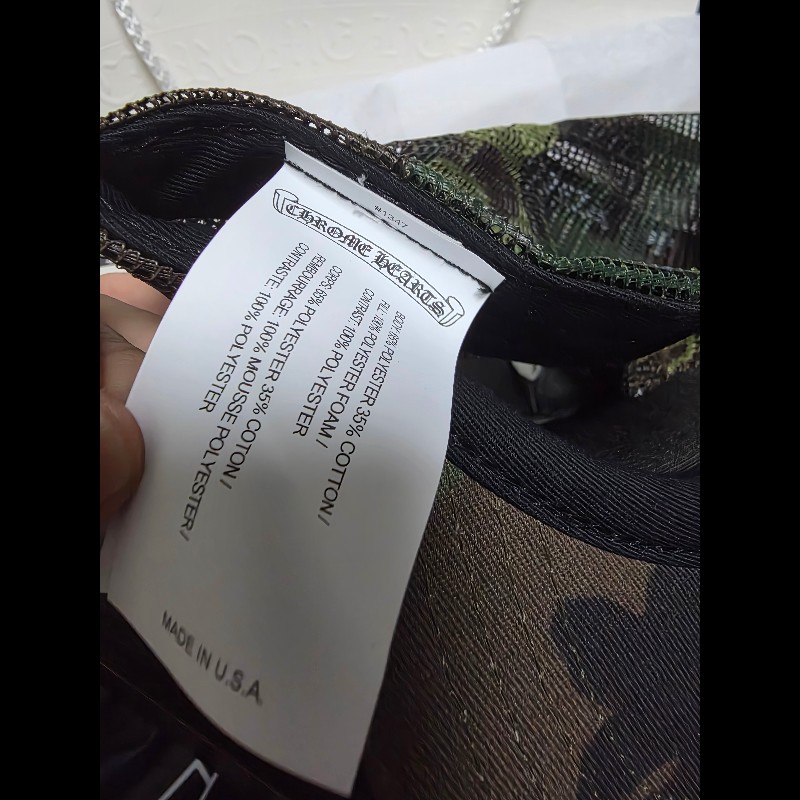 #1347
CHROME HEARTS
BODY: 65% POLYESTER 35% COTTON/
FILL: 100% POLYESTER FOAM/
CONTRAST: 100% POLYESTER
CORPS: 65% POLYESTER 35% COTON/
REMBOURRAGE: 100% MOUSSE POLYESTER/
CONTRASTE: 100% POLYESTER
MADE IN U.S.A.